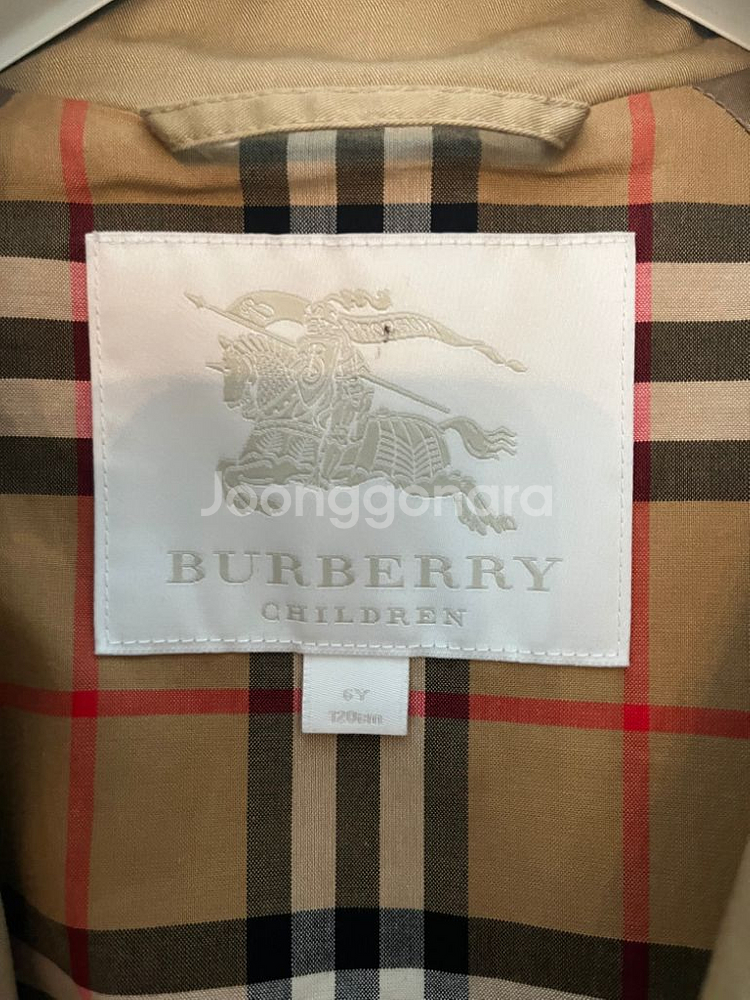 Joonggonara
BURBERRY
CHILDREN
6Y
120cm